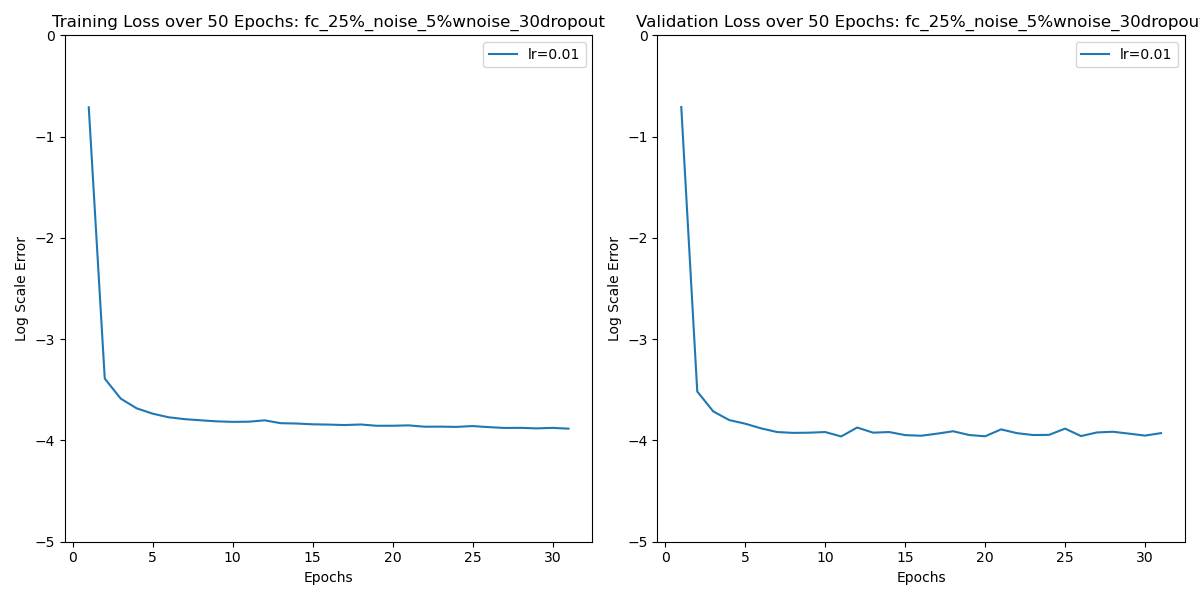 Training Loss over 50 Epochs: fc_25%_noise_5%wnoise_30dropout
lr=0.01
0
−1
−2
−3
−4
−5
Log Scale Error
0 5 10 15 20 25 30
Epochs
Validation Loss over 50 Epochs: fc_25%_noise_5%wnoise_30dropou
lr=0.01
0
−1
−2
−3
−4
−5
Log Scale Error
0 5 10 15 20 25 30
Epochs